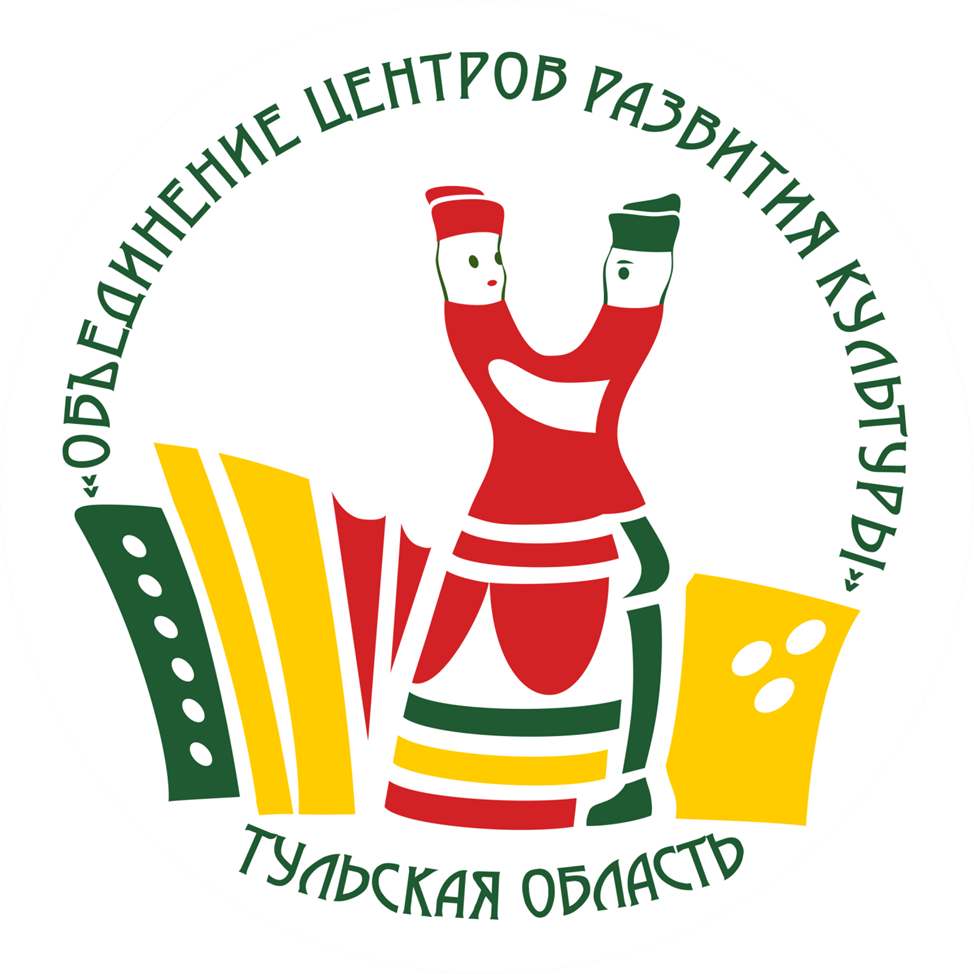 «ОБЪЕДИНЕНИЕ ЦЕНТРОВ РАЗВИТИЯ КУЛЬТУРЫ»
ТУЛЬСКАЯ ОБЛАСТЬ